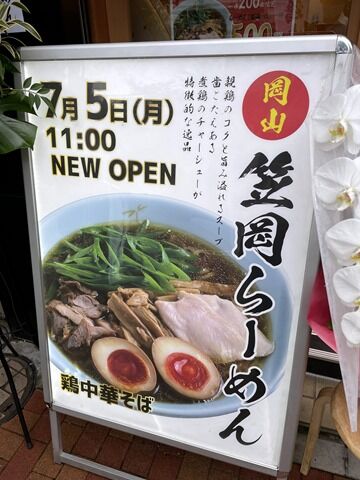 7月5日(月)
11:00
NEW OPEN
岡山
笠岡らーめん
親鶏のコクと旨み溢れるスープ
歯ごたえある
煮鶏のチャーシューが
特徴的な逸品
鶏中華そば